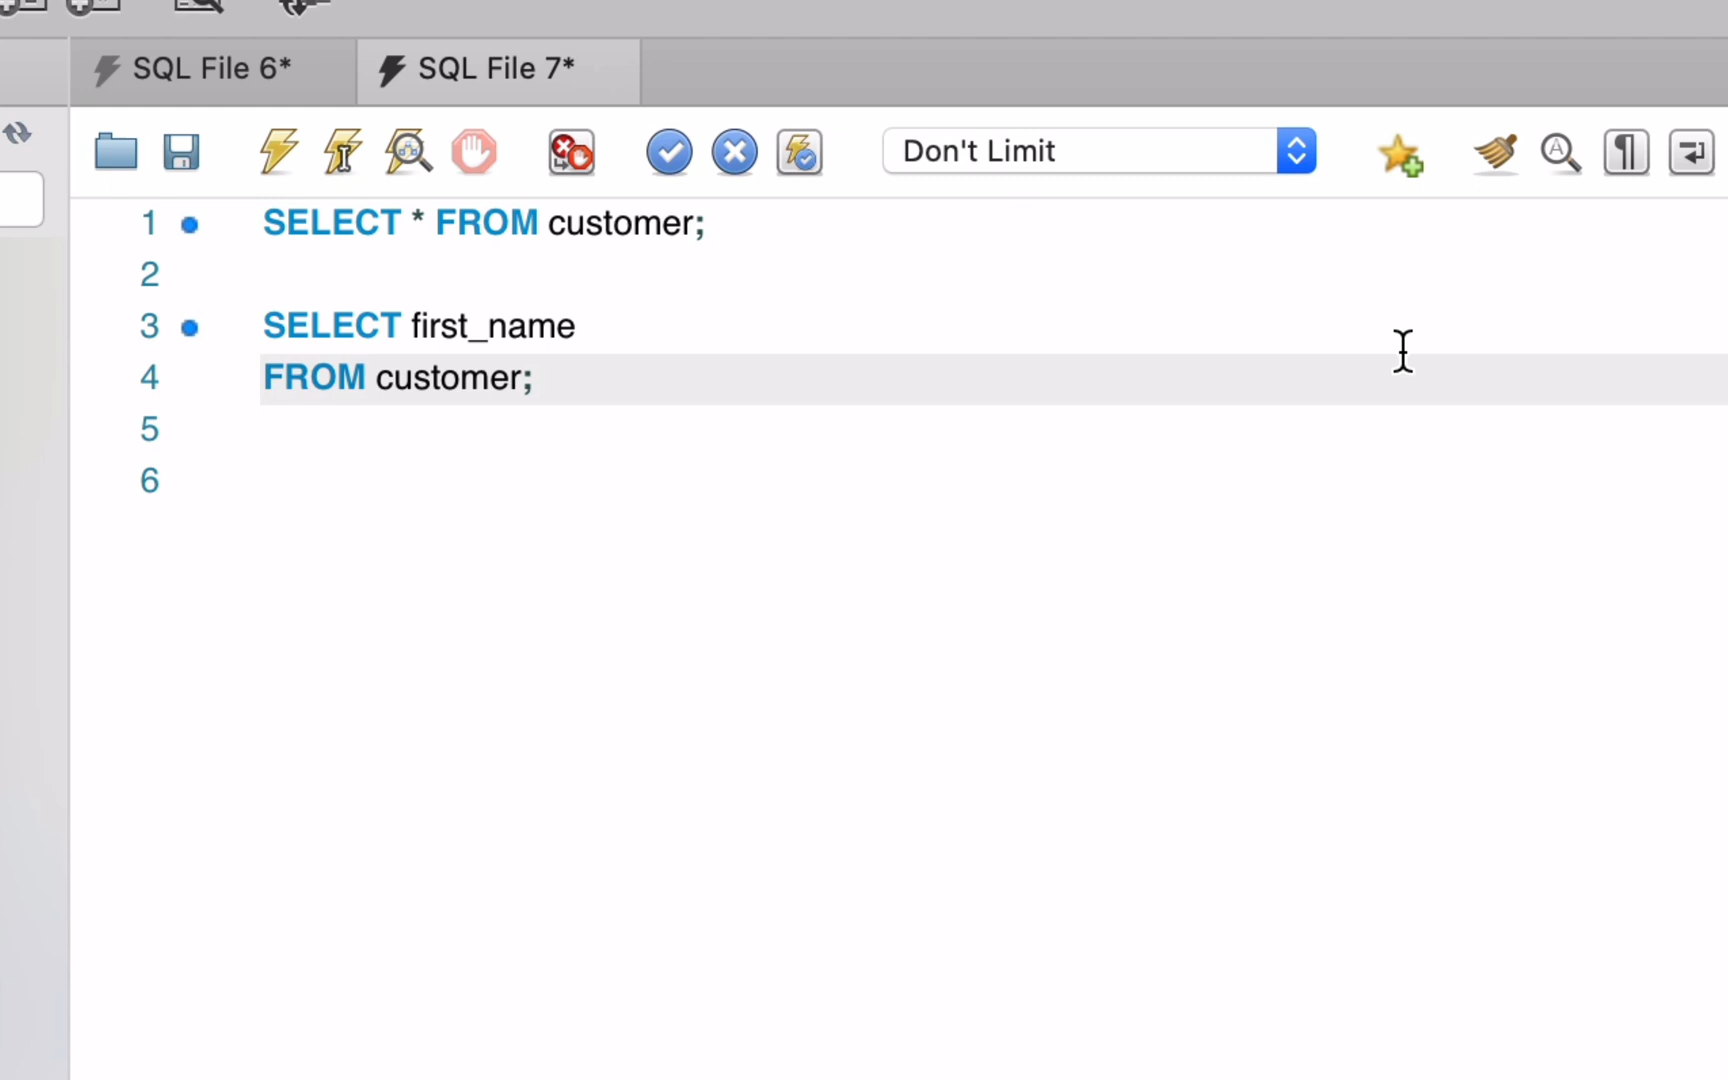 SQL File 6*
SQL File 7*
Don't Limit
1 SELECT * FROM customer;
2
3 SELECT first_name
4 FROM customer;
5
6